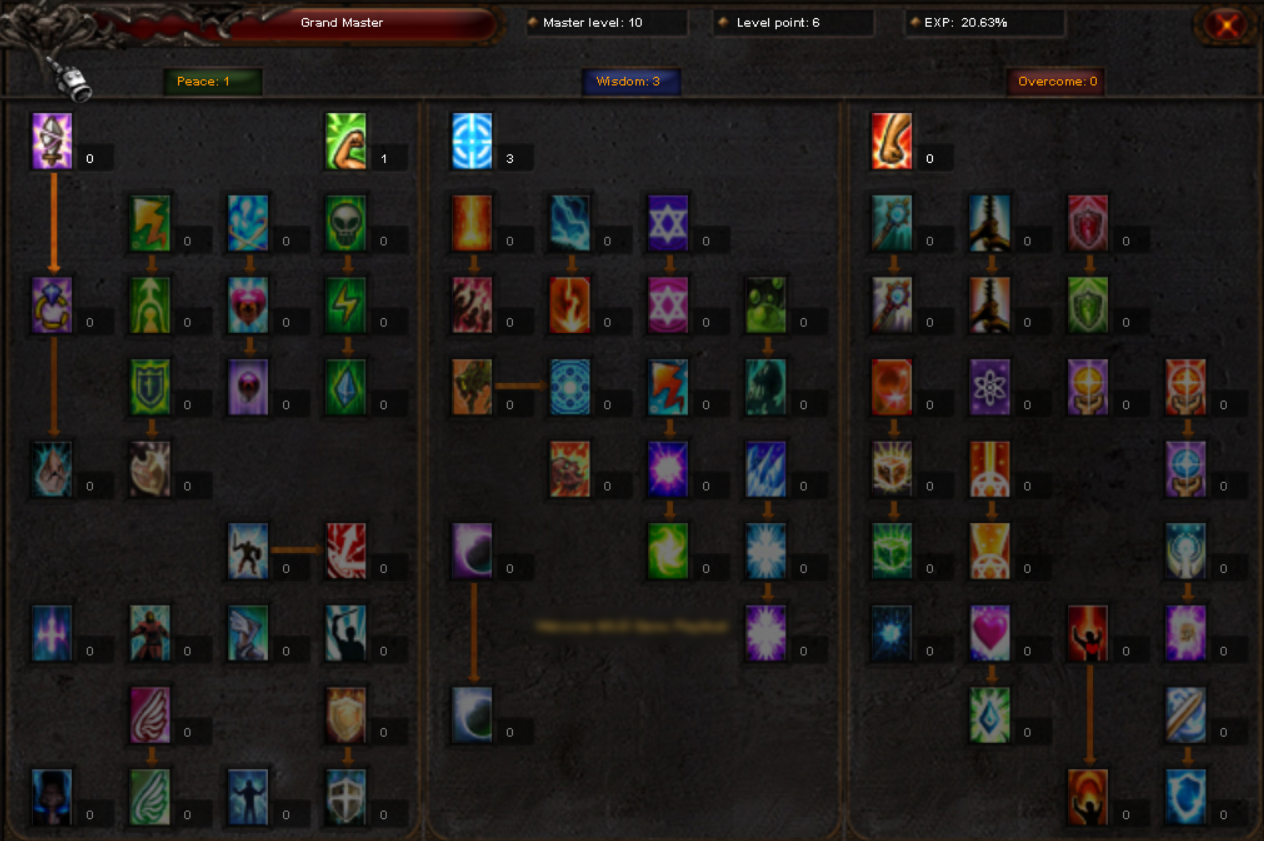 Grand Master
Master level: 10
Level point: 6
EXP: 20.63%
Peace: 1
Wisdom: 3
Overcome: 0
0 1 3 0
0 0 0 0 0 0 0 0 0
0 0 0 0 0 0 0 0 0 0 0
0 0 0 0 0 0 0 0 0 0 0
0 0 0 0 0 0 0 0
0 0 0 0 0 0 0 0
0 0 0 0 0 0 0 0 0
0 0 0 0 0
0 0 0 0 0 0